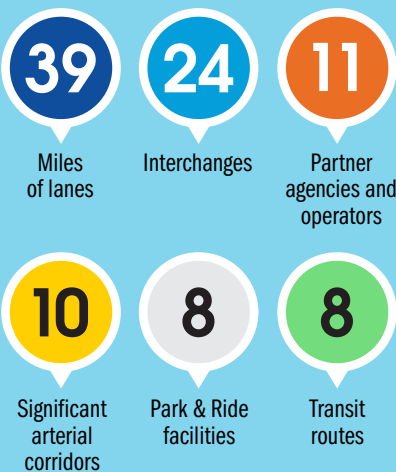 39
Miles
of lanes
24
Interchanges
11
Partner
agencies and
operators
10
Significant
arterial
corridors
8
Park & Ride
facilities
8
Transit
routes